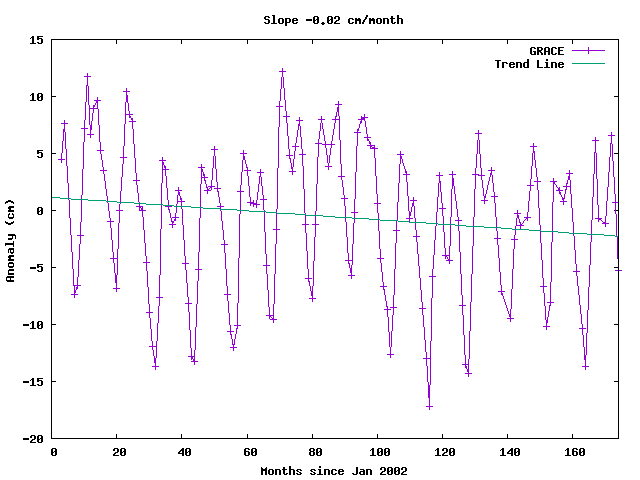 Slope -0.02 cm/month
GRACE
Trend Line
15
10
5
0
-5
-10
-15
-20
Anomaly (cm)
0 20 40 60 80 100 120 140 160
Months since Jan 2002